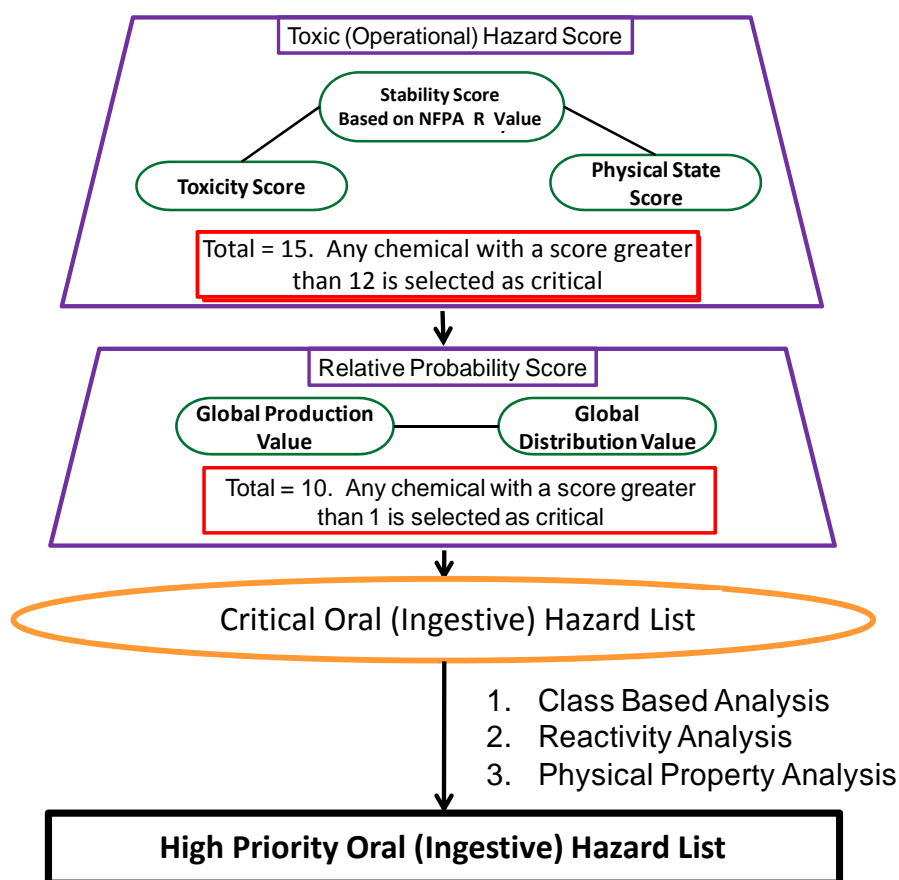 Toxic (Operational) Hazard Score
Stability Score
Based on NFPA R Value
Toxicity Score
Physical State
Score
Total = 15. Any chemical with a score greater
than 12 is selected as critical
Relative Probability Score
Global Production
Value
Global
Distribution Value
Total = 10. Any chemical with a score greater
than 1 is selected as critical
Critical Oral (Ingestive) Hazard List
1. Class Based Analysis
2. Reactivity Analysis
3. Physical Property Analysis
High Priority Oral (Ingestive) Hazard List